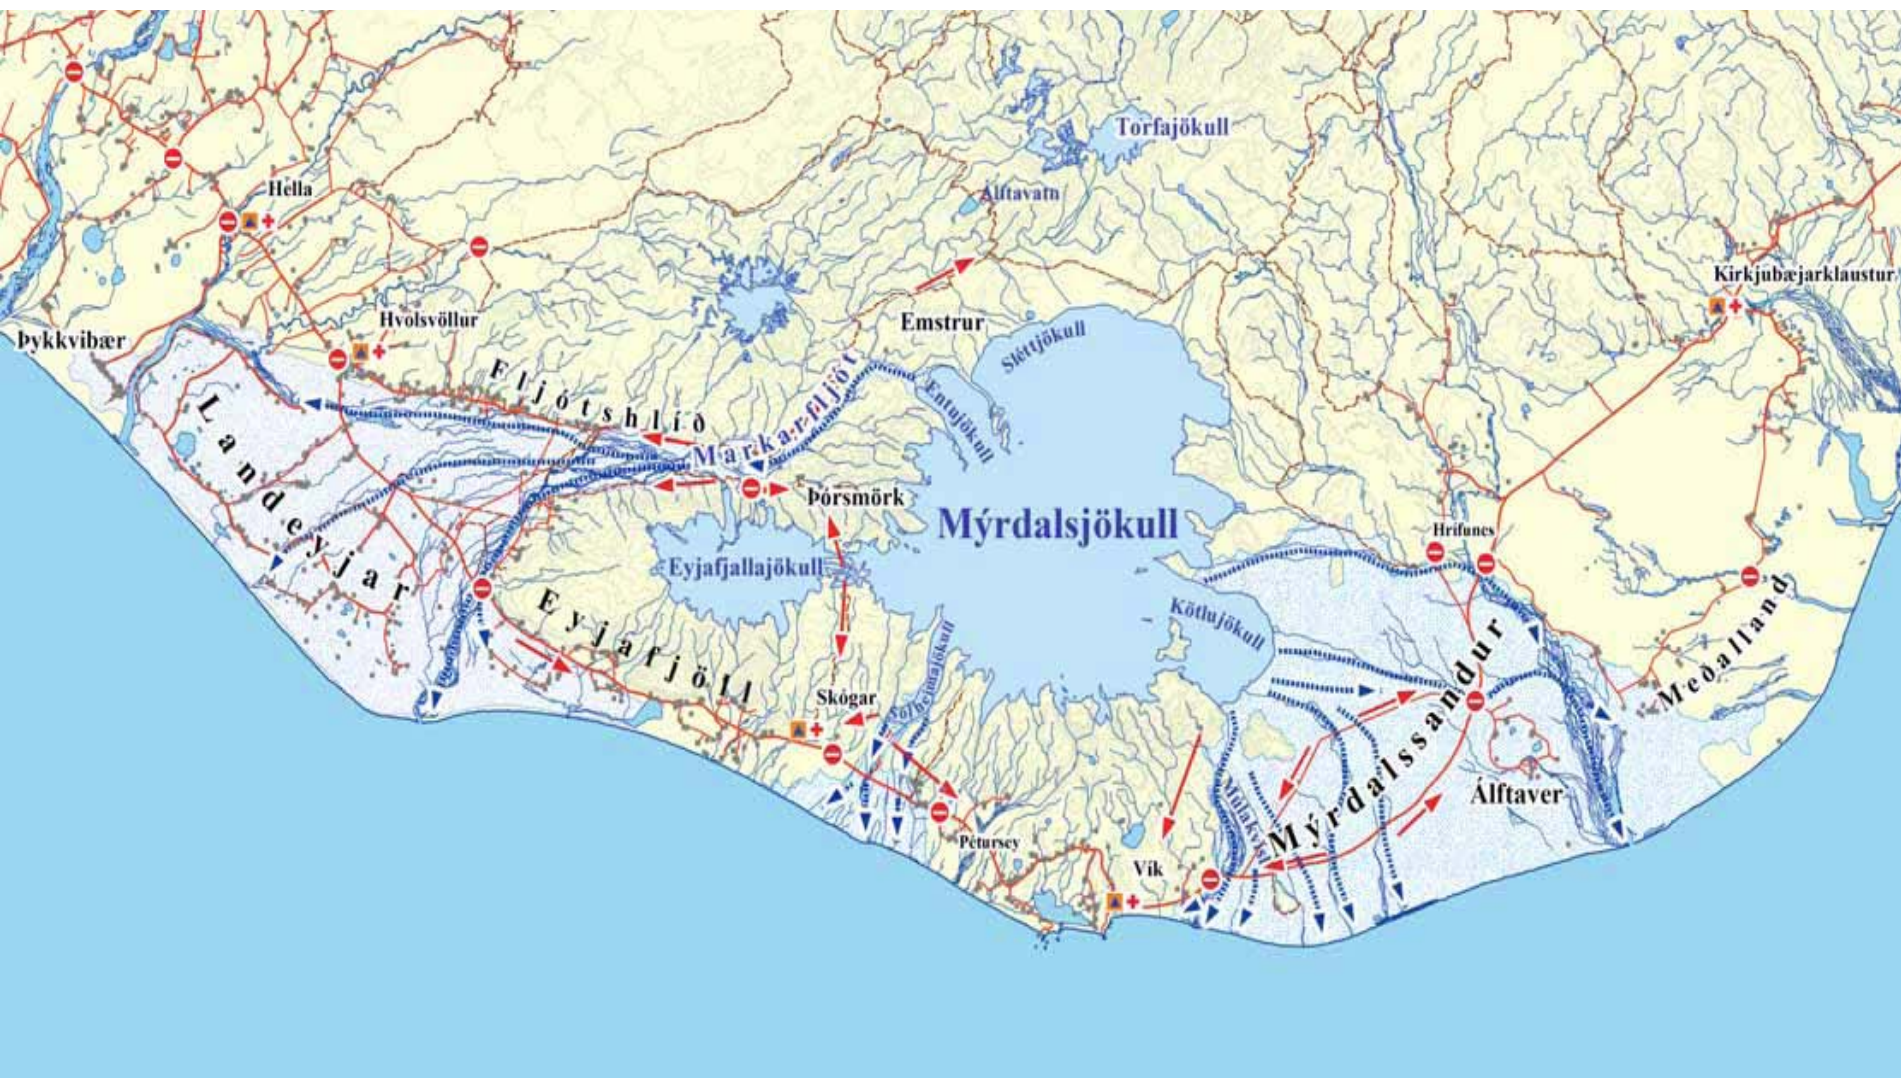 Torfajökull
Hella
Álftavatn
Kirkjubæjarklaustur
Hvolsvöllur
Emstrur
Þykkvibær
Sléttjökull
Fljótshlíð
Entujökull
Markarfljót
Landeyjar
Þórsmörk
Mýrdalsjökull
Hrífunes
Eyjafjallajökull
Eyjafjöll
Kötlujökull
Meðalland
Skógar
Sólheimajökull
Mýrdalssandur
Álftaver
Múlakvísl
Pétursey
Vík